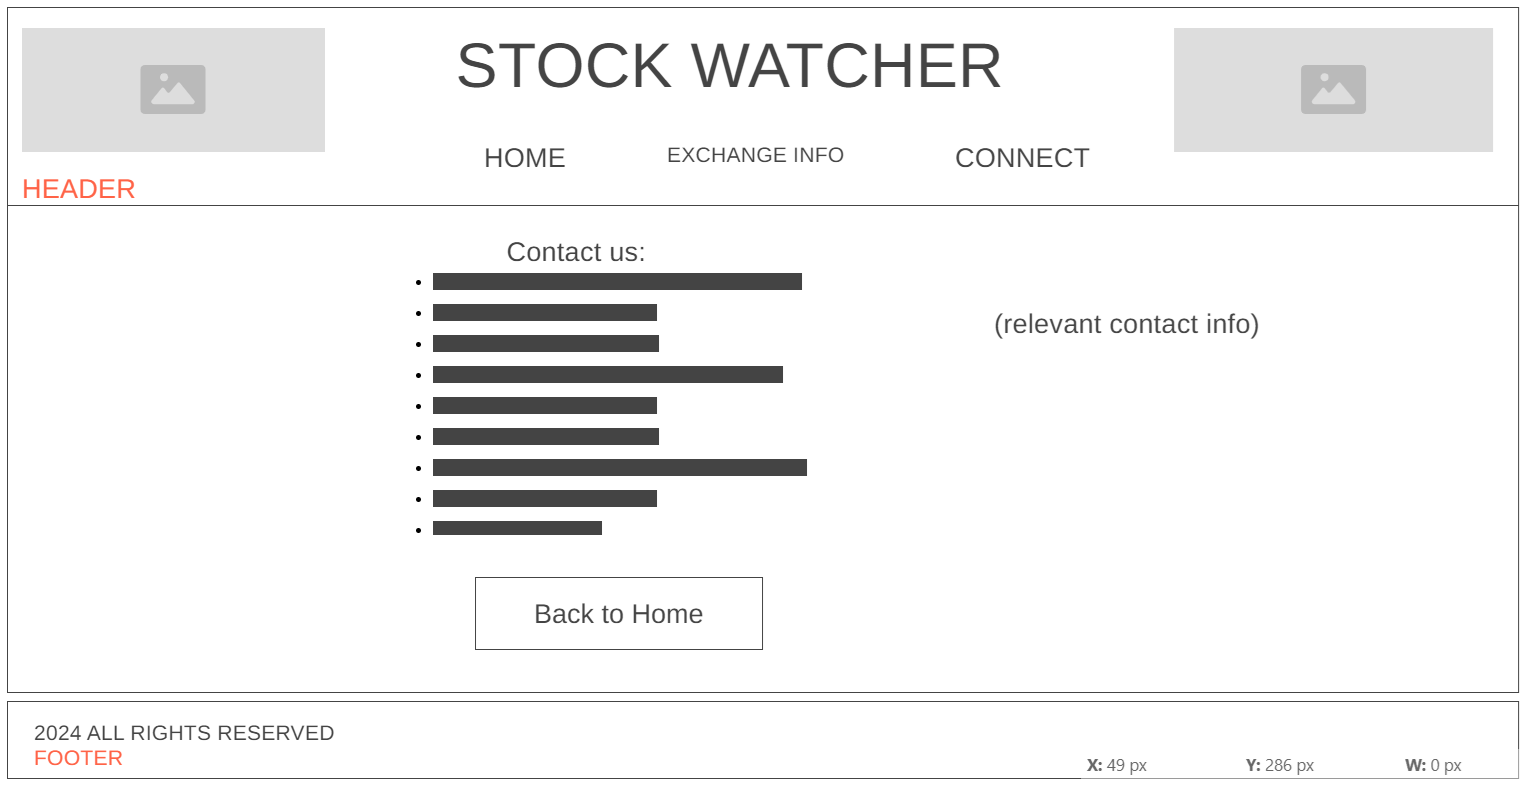 STOCK WATCHER
HOME EXCHANGE INFO CONNECT
HEADER
Contact us:
(relevant contact info)
Back to Home
2024 ALL RIGHTS RESERVED
FOOTER
X: 49 px Y: 286 px W: 0 px